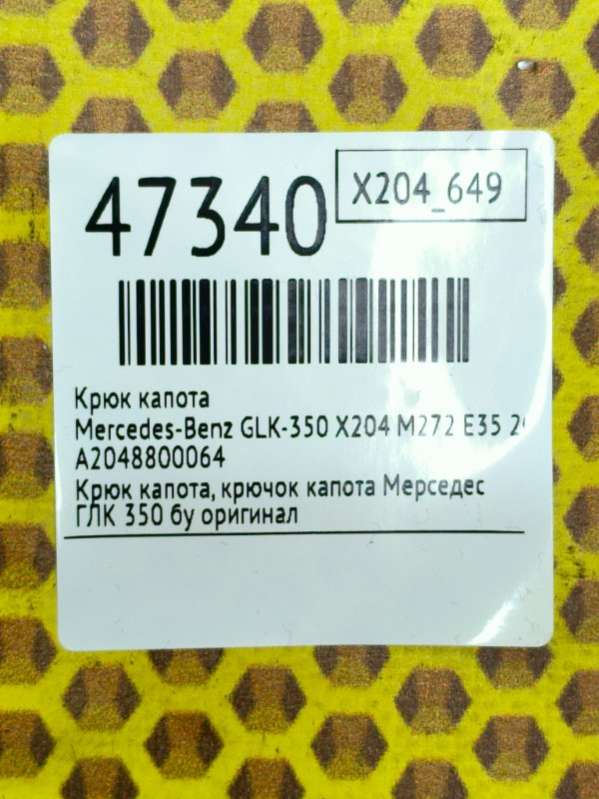 47340
X204_649
Крюк капота
Mercedes-Benz GLK-350 X204 M272 E35
A2048800064
Крюк капота, крючок капота Мерседес
ГЛК 350 бу оригинал